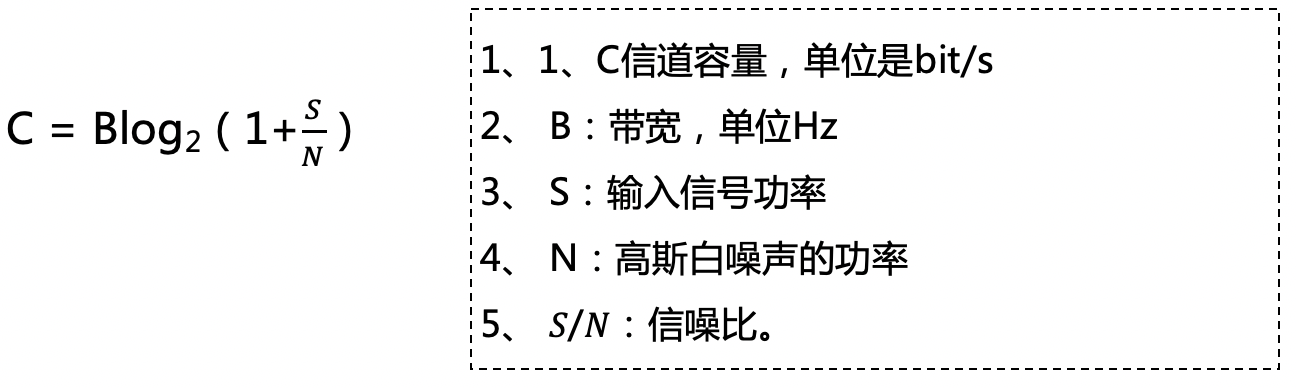 C = Blog₂（1+S/N）
1、1、C信道容量，单位是bit/s
2、 B：带宽，单位Hz
3、 S：输入信号功率
4、 N：高斯白噪声的功率
5、 S/N：信噪比。